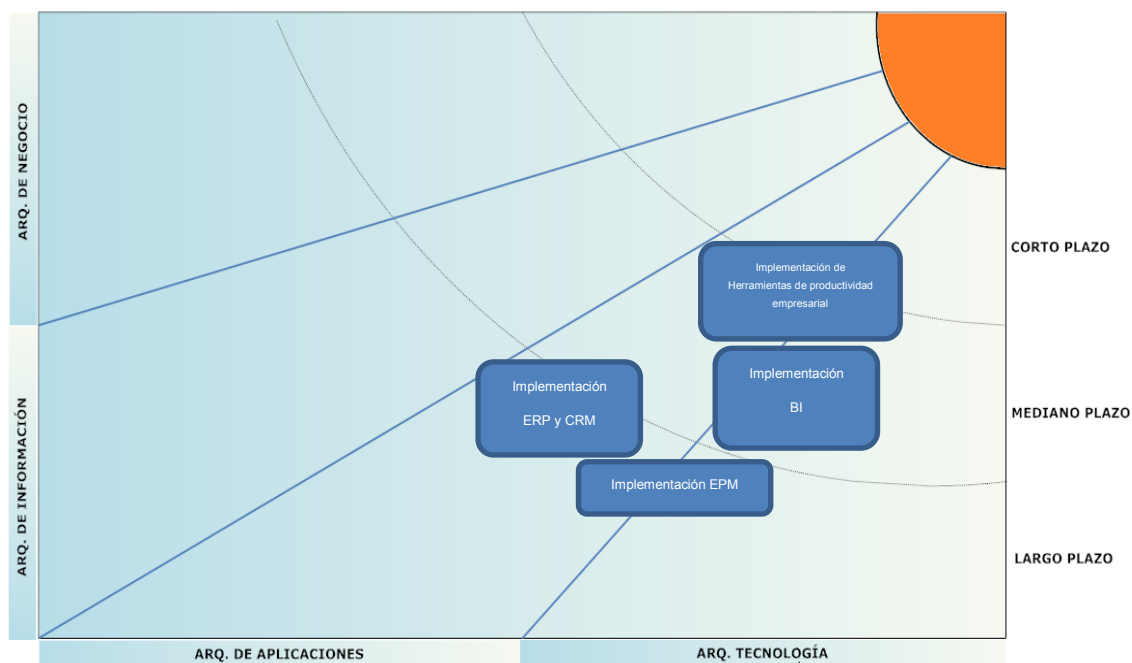 ARQ. DE NEGOCIO
ARQ. DE INFORMACIÓN
Implementación de
Herramientas de productividad
empresarial
Implementación
BI
Implementación
ERP y CRM
Implementación EPM
CORTO PLAZO
MEDIANO PLAZO
LARGO PLAZO
ARQ. DE APLICACIONES
ARQ. TECNOLOGÍA